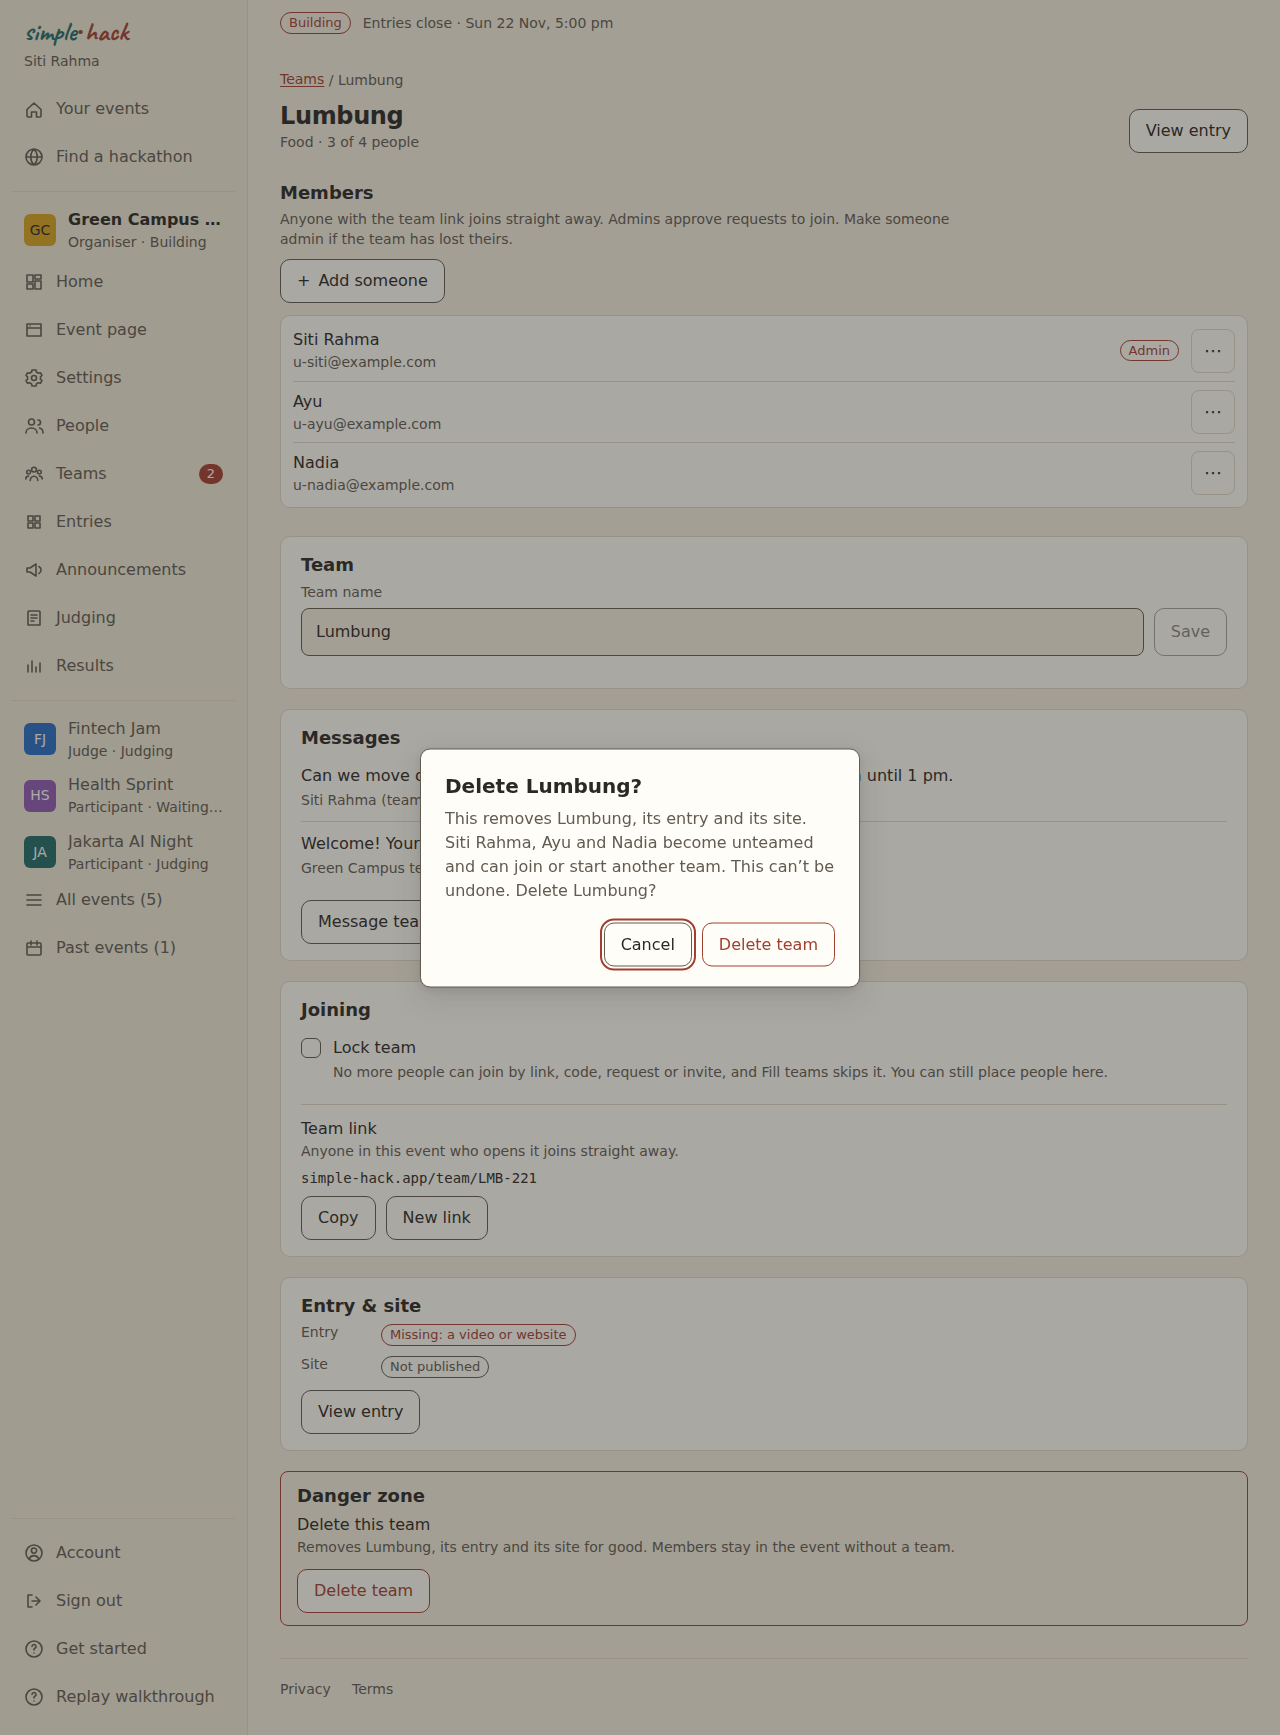 simple·hack
Siti Rahma
Your events
Find a hackathon
GC
Green Campus …
Organiser · Building
Home
Event page
Settings
People
Teams
2
Entries
Announcements
Judging
Results
FJ
Fintech Jam
Judge · Judging
HS
Health Sprint
Participant · Waiting…
JA
Jakarta AI Night
Participant · Judging
All events (5)
Past events (1)
Account
Sign out
Get started
Replay walkthrough
Building
Entries close · Sun 22 Nov, 5:00 pm
Teams / Lumbung
Lumbung
Food · 3 of 4 people
View entry
Members
Anyone with the team link joins straight away. Admins approve requests to join. Make someone
admin if the team has lost theirs.
+ Add someone
Siti Rahma
u-siti@example.com
Admin
Ayu
u-ayu@example.com
Nadia
u-nadia@example.com
Team
Team name
Lumbung
Save
Messages
Can we move
until 1 pm.
Siti Rahma (team
Welcome! Your
Green Campus
Message
Delete Lumbung?
This removes Lumbung, its entry and its site.
Siti Rahma, Ayu and Nadia become unteamed
and can join or start another team. This can’t be
undone. Delete Lumbung?
Cancel
Delete team
Joining
Lock team
No more people can join by link, code, request or invite, and Fill teams skips it. You can still place people here.
Team link
Anyone in this event who opens it joins straight away.
simple-hack.app/team/LMB-221
Copy
New link
Entry & site
Entry
Missing: a video or website
Site
Not published
View entry
Danger zone
Delete this team
Removes Lumbung, its entry and its site for good. Members stay in the event without a team.
Delete team
Privacy
Terms